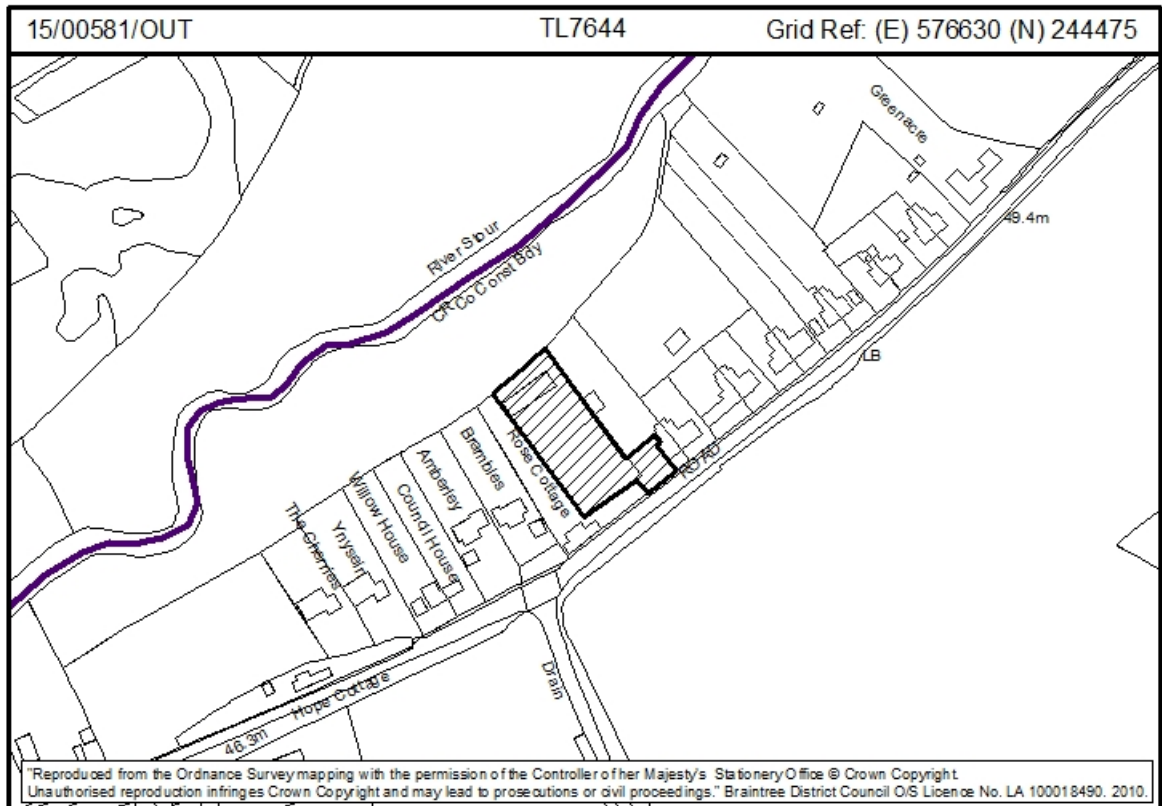 15/00581/OUT TL7644 Grid Ref: (E) 576630 (N) 244475
Greenacre
49.4m
River Stour
CR
Co Const Bdy
LB
ROAD
Rose Cottage
Brambles
Amberley
Council House
Willow House
Ynysein
The Cherries
Drain
Hope Cottage
46.3m
"Reproduced from the Ordnance Survey mapping with the permission of the Controller of her Majesty's Stationery Office © Crown Copyright.
Unauthorised reproduction infringes Crown Copyright and may lead to prosecutions or civil proceedings." Braintree District Council O/S Licence No. LA 100018490. 2010.